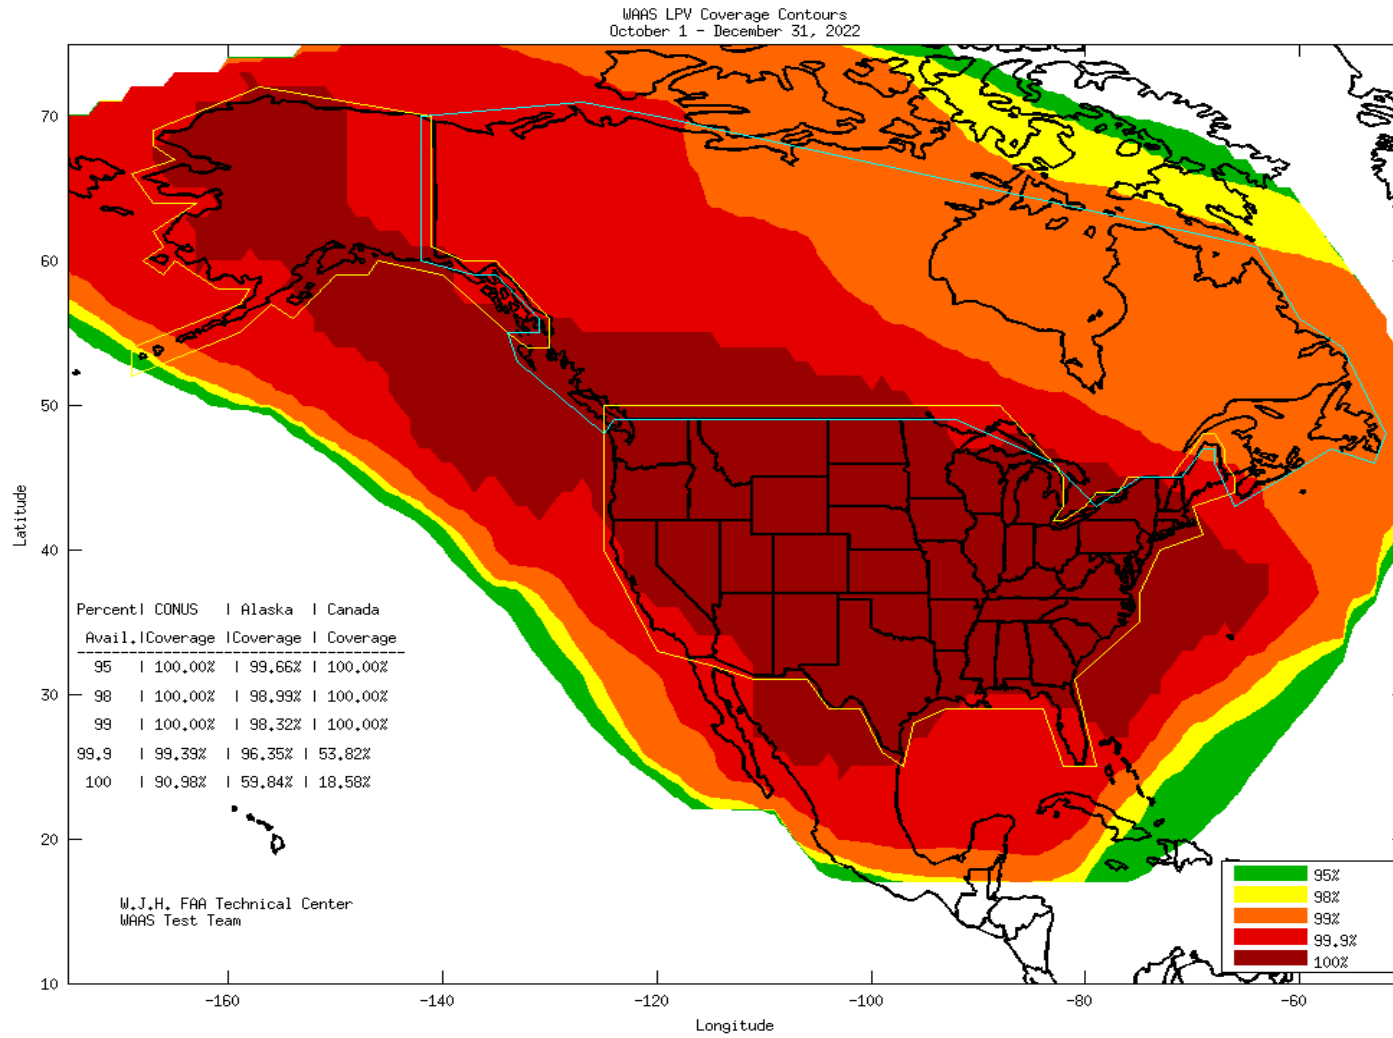 WAAS LPV Coverage Contours
October 1 - December 31, 2022
70
60
50
40
30
20
10
Latitude
Percent| CONUS | Alaska | Canada
Avail.|Coverage |Coverage | Coverage
95 | 100.00% | 99.66% | 100.00%
98 | 100.00% | 98.99% | 100.00%
99 | 100.00% | 98.32% | 100.00%
99.9 | 99.39% | 96.35% | 53.82%
100 | 90.98% | 59.84% | 18.58%
W.J.H. FAA Technical Center
WAAS Test Team
95%
98%
99%
99.9%
100%
-160 -140 -120 -100 -80 -60
Longitude